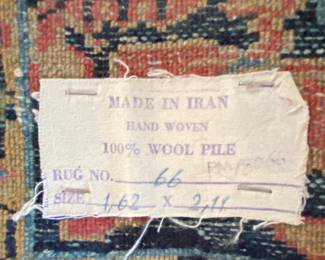 MADE IN IRAN
HAND WOVEN
100% WOOL PILE
RUG NO. 66
SIZE 1,62 X 2,11